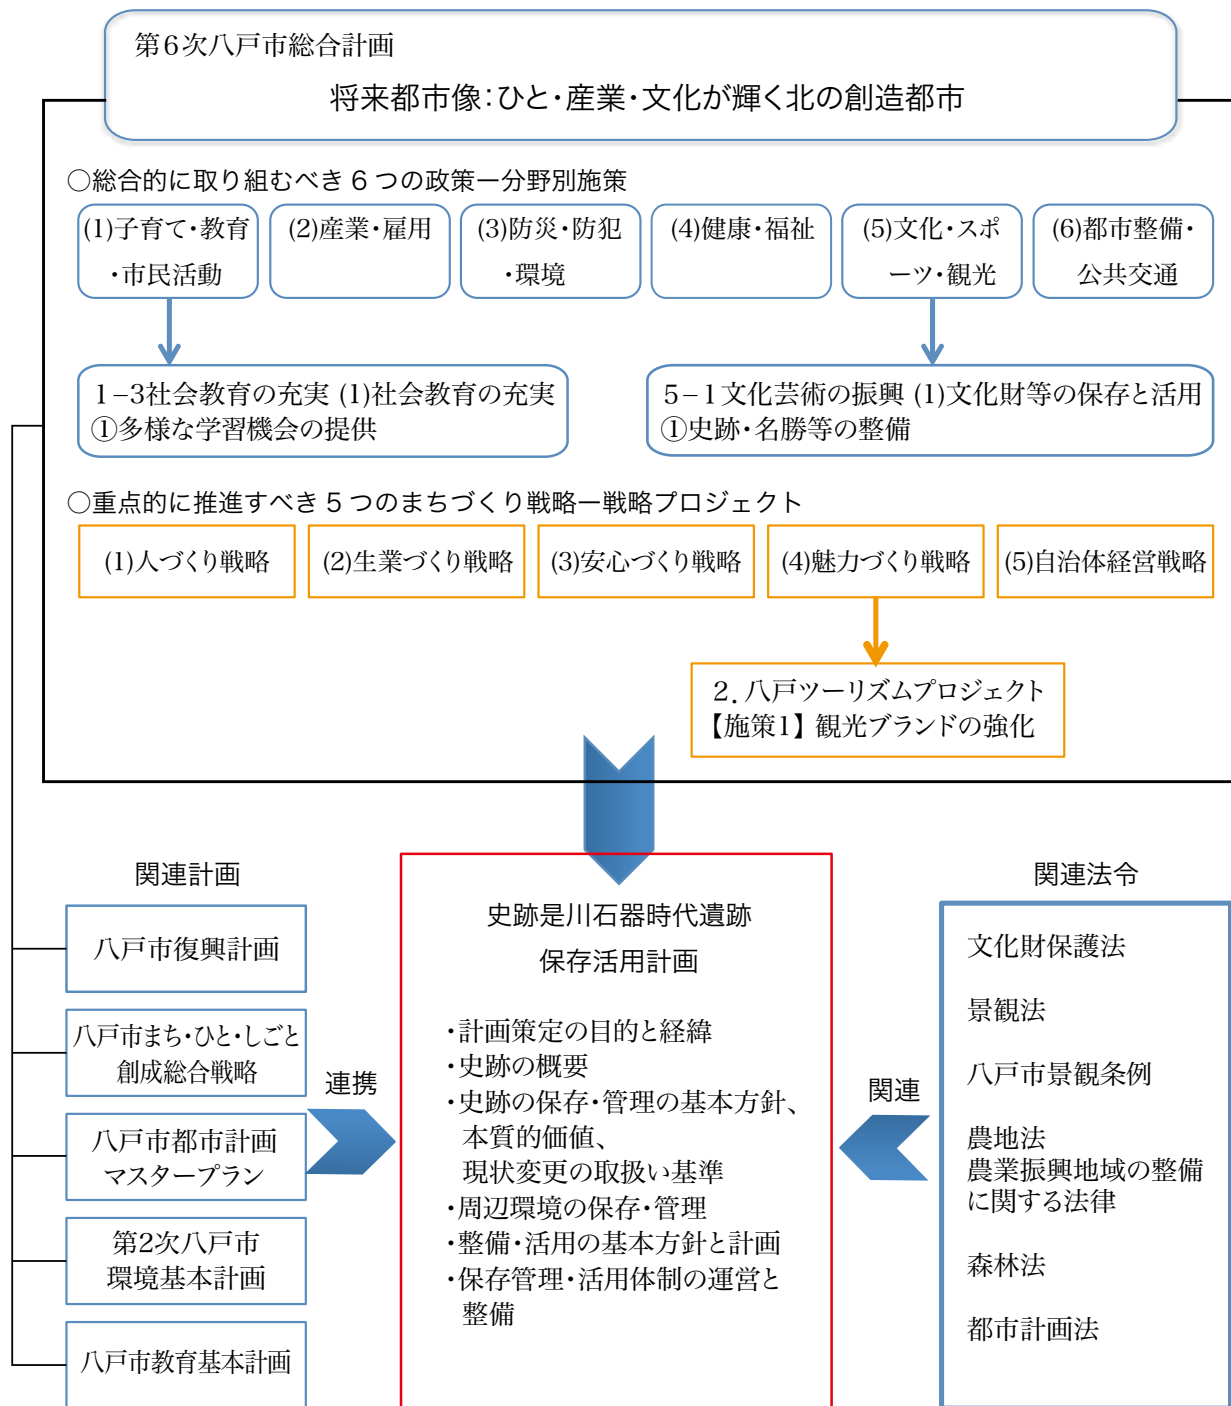 第6次八戸市総合計画
将来都市像：ひと・産業・文化が輝く北の創造都市
○総合的に取り組むべき６つの政策ー分野別施策
(1)子育て・教育
・市民活動
(2)産業・雇用
(3)防災・防犯
・環境
(4)健康・福祉
(5)文化・スポ
ーツ・観光
(6)都市整備・
公共交通
1−3社会教育の充実 (1)社会教育の充実
①多様な学習機会の提供
5−1文化芸術の振興 (1)文化財等の保存と活用
①史跡・名勝等の整備
○重点的に推進すべき５つのまちづくり戦略ー戦略プロジェクト
(1)人づくり戦略
(2)生業づくり戦略
(3)安心づくり戦略
(4)魅力づくり戦略
(5)自治体経営戦略
2．八戸ツーリズムプロジェクト
【施策1】観光ブランドの強化
関連計画
八戸市復興計画
八戸市まち・ひと・しごと
創成総合戦略
八戸市都市計画
マスタープラン
第2次八戸市
環境基本計画
八戸市教育基本計画
連携
史跡是川石器時代遺跡
保存活用計画
・計画策定の目的と経緯
・史跡の概要
・史跡の保存・管理の基本方針、
本質的価値、
現状変更の取扱い基準
・周辺環境の保存・管理
・整備・活用の基本方針と計画
・保存管理・活用体制の運営と
整備
関連
関連法令
文化財保護法
景観法
八戸市景観条例
農地法
農業振興地域の整備
に関する法律
森林法
都市計画法